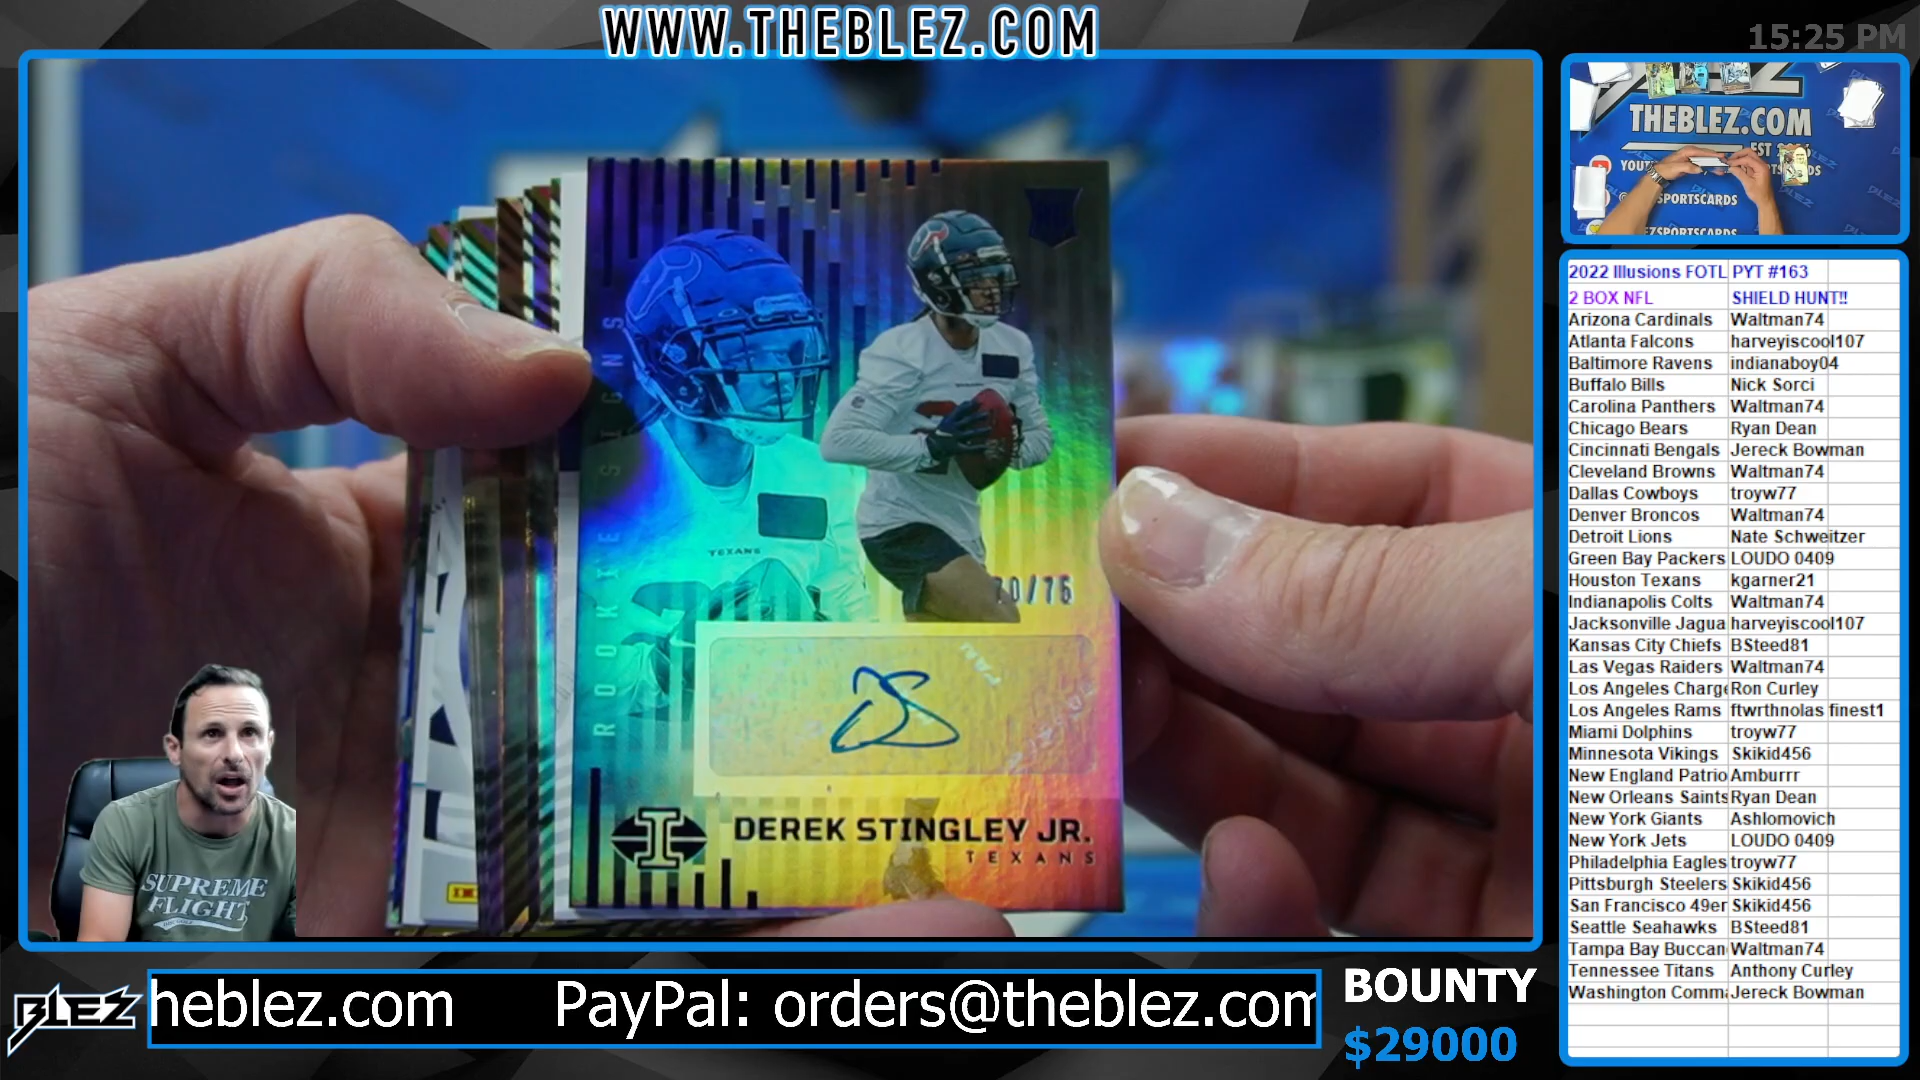 WWW.THEBLEZ.COM
15:25 PM
THEBLEZ.COM
SPORTSCARDS
ROOKIE SIGNS
TEXANS
70/75
DEREK STINGLEY JR.
TEXANS
SUPREME
FLIGHT
2022 Illusions FOTL PYT #163
2 BOX NFL SHIELD HUNT!!
Arizona Cardinals Waltman74
Atlanta Falcons harveyiscool107
Baltimore Ravens indianaboy04
Buffalo Bills Nick Sorci
Carolina Panthers Waltman74
Chicago Bears Ryan Dean
Cincinnati Bengals Jereck Bowman
Cleveland Browns Waltman74
Dallas Cowboys troyw77
Denver Broncos Waltman74
Detroit Lions Nate Schweitzer
Green Bay Packers LOUDO 0409
Houston Texans kgarner21
Indianapolis Colts Waltman74
Jacksonville Jagua harveyiscool107
Kansas City Chiefs BSteed81
Las Vegas Raiders Waltman74
Los Angeles Charge Ron Curley
Los Angeles Rams ftwrthnolas finest1
Miami Dolphins troyw77
Minnesota Vikings Skikid456
New England Patrio Amburrr
New Orleans Saints Ryan Dean
New York Giants Ashlomovich
New York Jets LOUDO 0409
Philadelphia Eagles troyw77
Pittsburgh Steelers Skikid456
San Francisco 49er Skikid456
Seattle Seahawks BSteed81
Tampa Bay Buccan Waltman74
Tennessee Titans Anthony Curley
Washington Comm Jereck Bowman
BLEZ
heblez.com PayPal: orders@theblez.com
BOUNTY
$29000